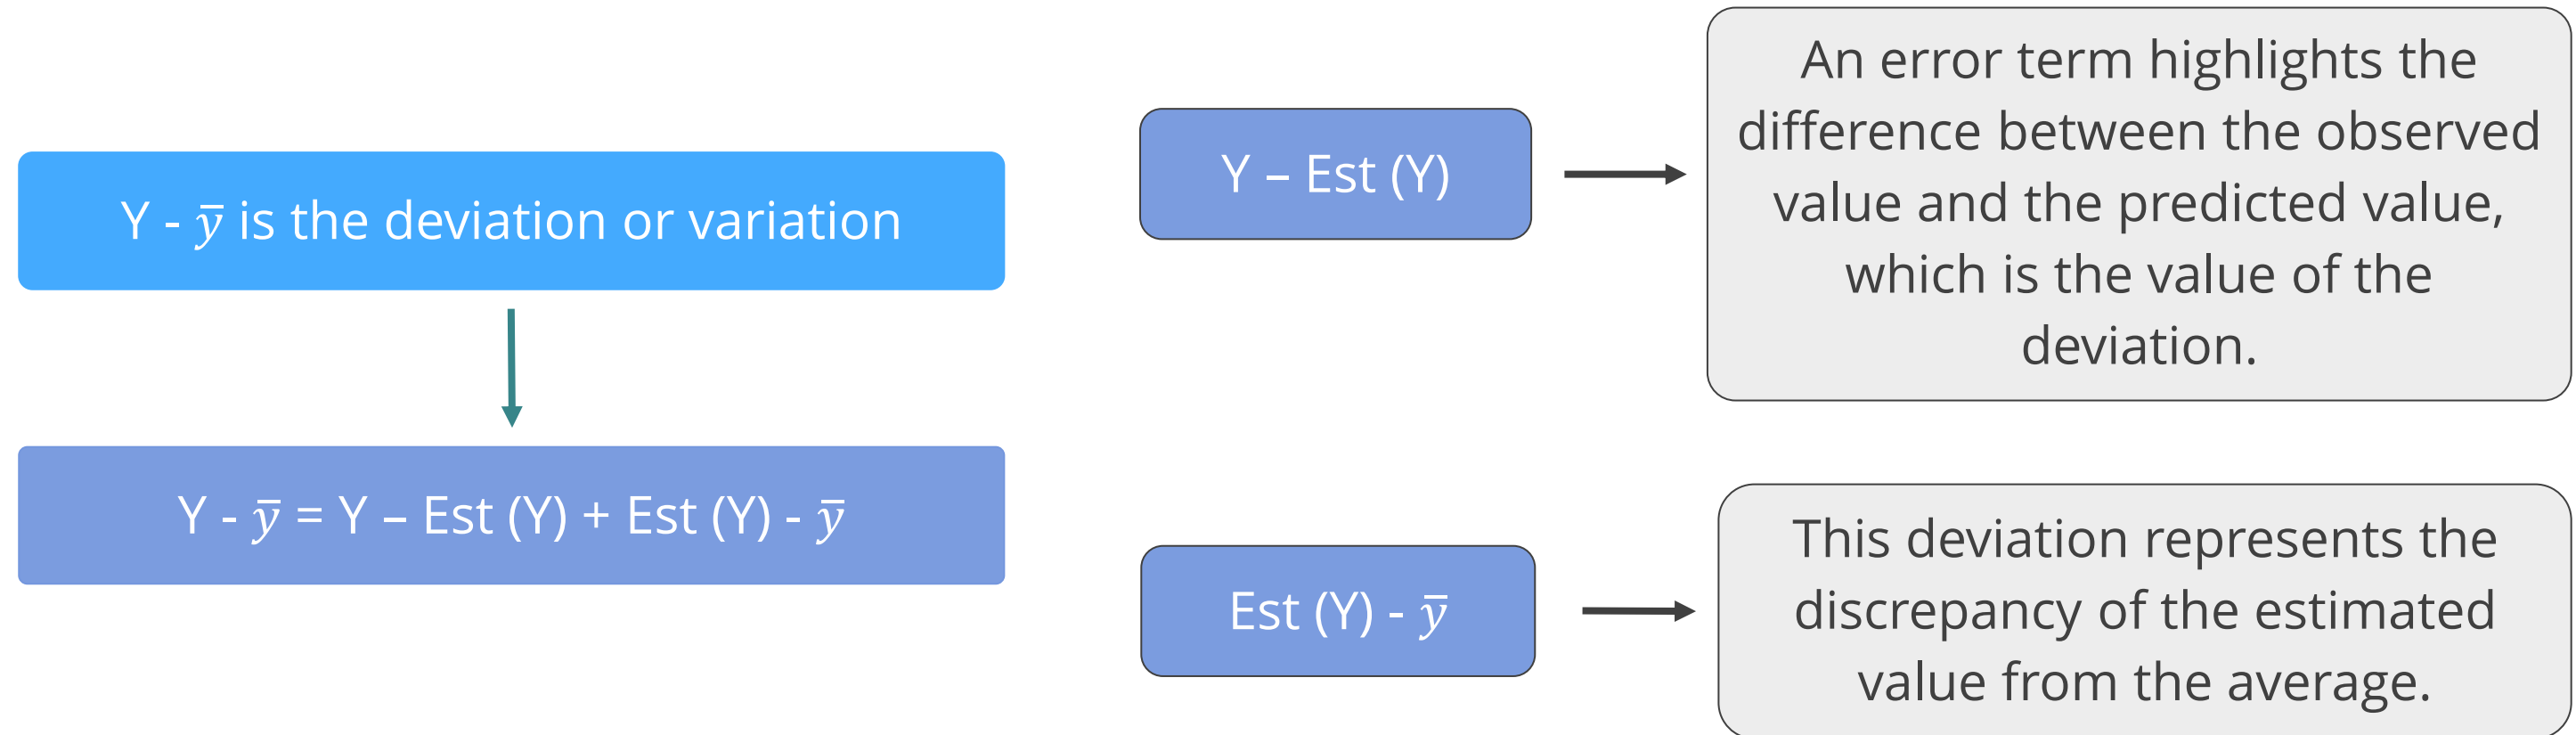 Y - y̅ is the deviation or variation
Y - y̅ = Y – Est (Y) + Est (Y) - y̅
Y – Est (Y)
An error term highlights the
difference between the observed
value and the predicted value,
which is the value of the
deviation.
Est (Y) - y̅
This deviation represents the
discrepancy of the estimated
value from the average.